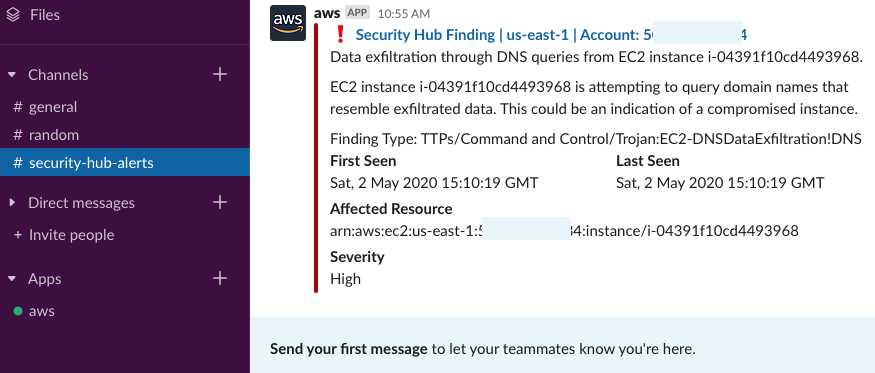 Files
Channels
# general
# random
# security-hub-alerts
Direct messages
+ Invite people
Apps
aws
aws
aws APP 10:55 AM
Security Hub Finding | us-east-1 | Account: 5
4
Data exfiltration through DNS queries from EC2 instance i-04391f10cd4493968.
EC2 instance i-04391f10cd4493968 is attempting to query domain names that
resemble exfiltrated data. This could be an indication of a compromised instance.
Finding Type: TTPs/Command and Control/Trojan:EC2-DNSDataExfiltration!DNS
First Seen
Last Seen
Sat, 2 May 2020 15:10:19 GMT
Sat, 2 May 2020 15:10:19 GMT
Affected Resource
arn:aws:ec2:us-east-1:5
4:instance/i-04391f10cd4493968
Severity
High
Send your first message to let your teammates know you're here.